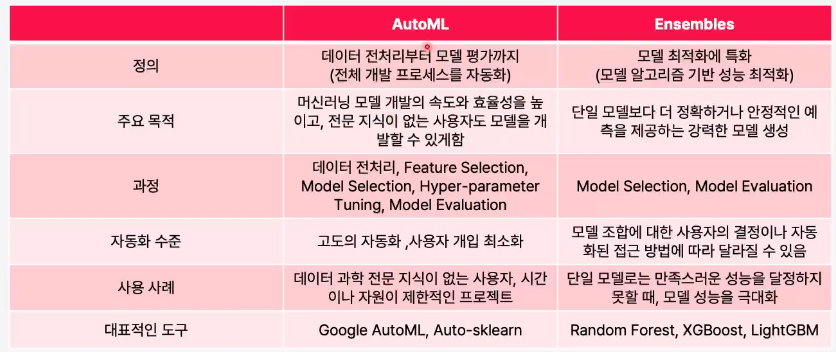 AutoML
Ensembles
정의
데이터 전처리부터 모델 평가까지
(전체 개발 프로세스를 자동화)
모델 최적화에 특화
(모델 알고리즘 기반 성능 최적화)
주요 목적
머신러닝 모델 개발의 속도와 효율성을 높
이고, 전문 지식이 없는 사용자도 모델을 개
발할 수 있게함
단일 모델보다 더 정확하거나 안정적인 예
측을 제공하는 강력한 모델 생성
과정
데이터 전처리, Feature Selection,
Model Selection, Hyper-parameter
Tuning, Model Evaluation
Model Selection, Model Evaluation
자동화 수준
고도의 자동화 ,사용자 개입 최소화
모델 조합에 대한 사용자의 결정이나 자동
화된 접근 방법에 따라 달라질 수 있음
사용 사례
데이터 과학 전문 지식이 없는 사용자, 시간
이나 자원이 제한적인 프로젝트
단일 모델로는 만족스러운 성능을 달정하지
못할 때, 모델 성능을 극대화
대표적인 도구
Google AutoML, Auto-sklearn
Random Forest, XGBoost, LightGBM